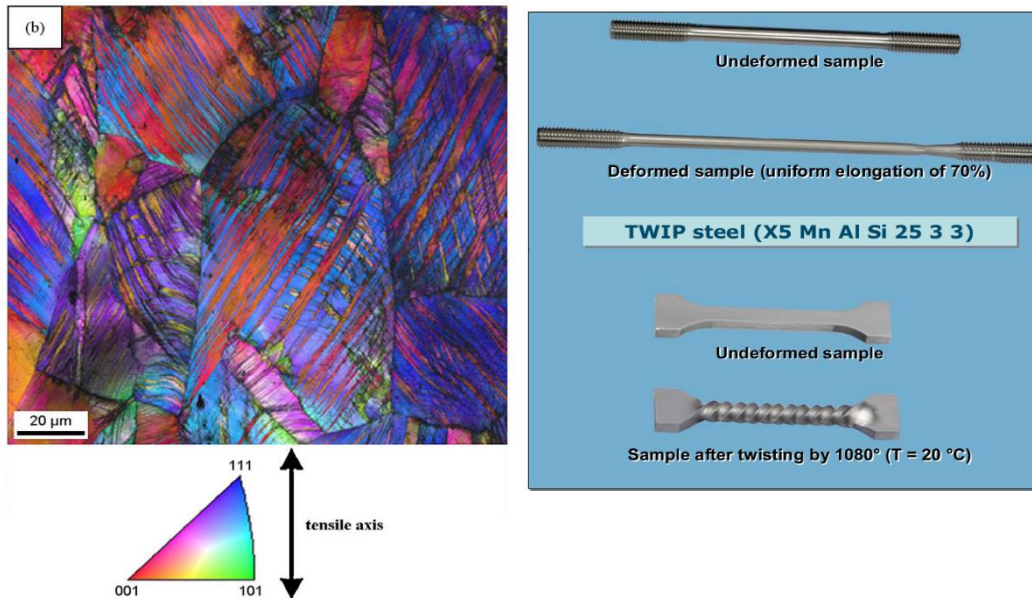 (b)
20 µm
111
001
101
tensile axis
Undeformed sample
Deformed sample (uniform elongation of 70%)
TWIP steel (X5 Mn Al Si 25 3 3)
Undeformed sample
Sample after twisting by 1080° (T = 20 °C)